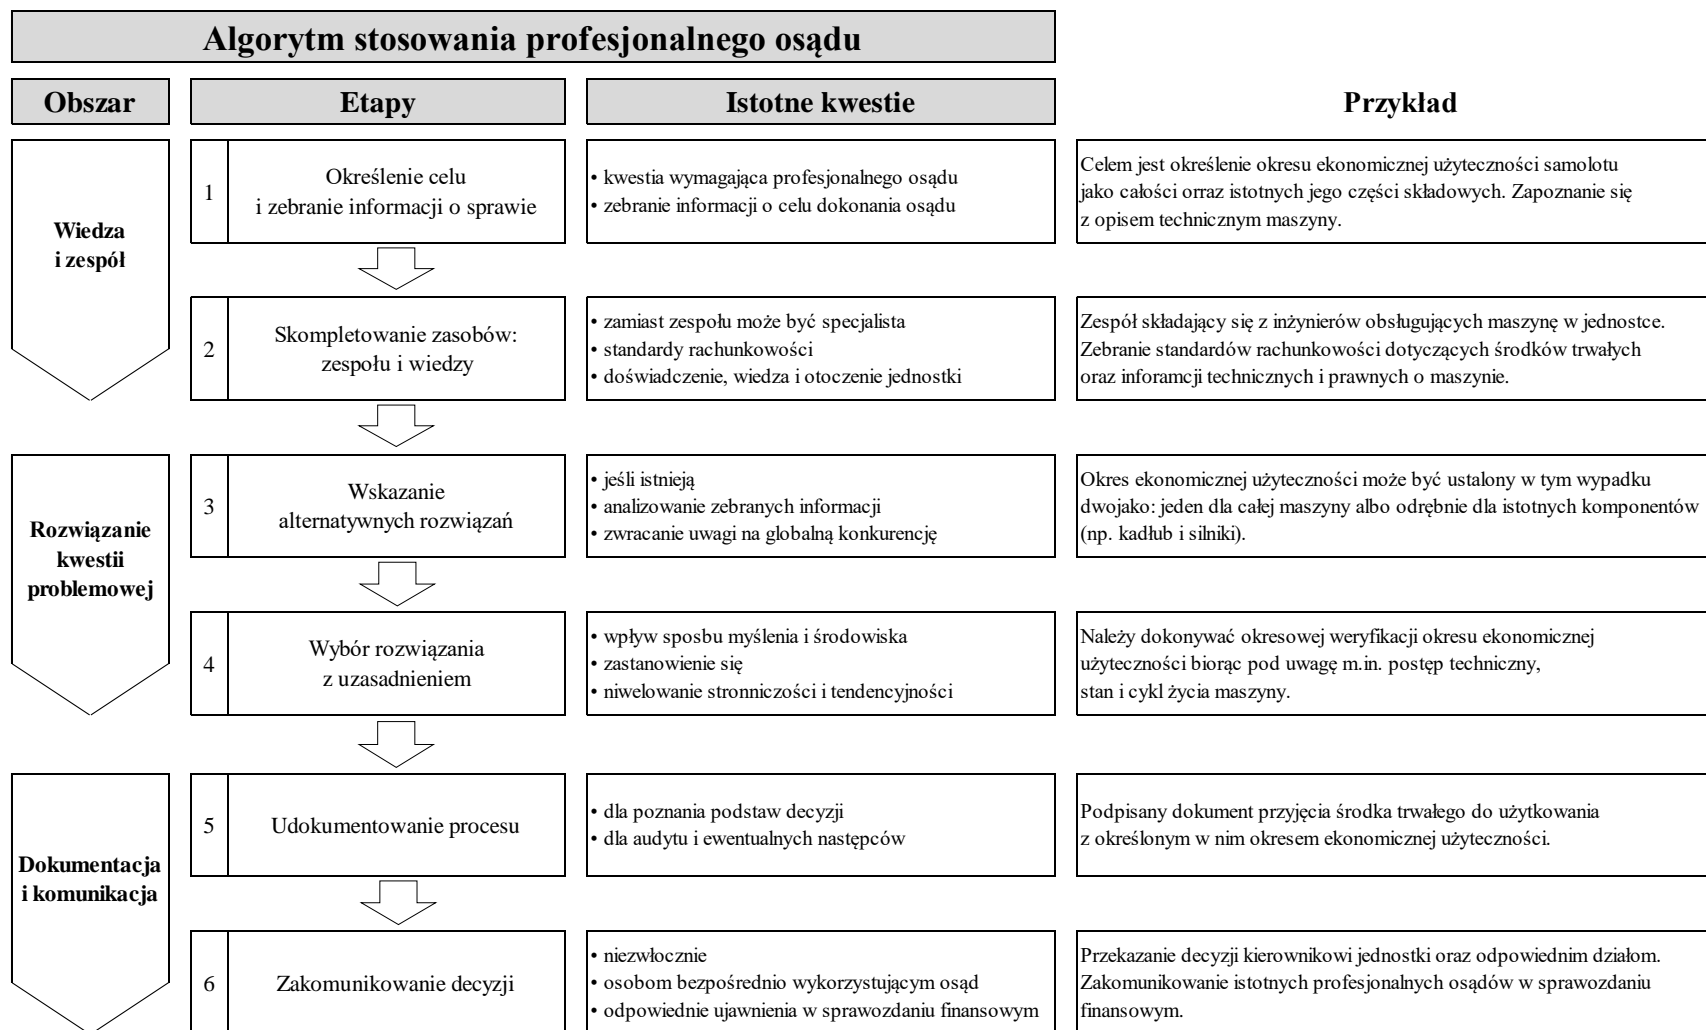 Algorytm stosowania profesjonalnego osądu
Obszar
Etapy
Istotne kwestie
Przykład
Wiedza
i zespół
1
Określenie celu
i zebranie informacji o sprawie
• kwestia wymagająca profesjonalnego osądu
• zebranie informacji o celu dokonania osądu
Celem jest określenie okresu ekonomicznej użyteczności samolotu
jako całości orraz istotnych jego części składowych. Zapoznanie się
z opisem technicznym maszyny.
2
Skompletowanie zasobów:
zespołu i wiedzy
• zamiast zespołu może być specjalista
• standardy rachunkowości
• doświadczenie, wiedza i otoczenie jednostki
Zespół składający się z inżynierów obsługujących maszynę w jednostce.
Zebranie standardów rachunkowości dotyczących środków trwałych
oraz inforamcji technicznych i prawnych o maszynie.
Rozwiązanie
kwestii
problemowej
3
Wskazanie
alternatywnych rozwiązań
• jeśli istnieją
• analizowanie zebranych informacji
• zwracanie uwagi na globalną konkurencję
Okres ekonomicznej użyteczności może być ustalony w tym wypadku
dwojako: jeden dla całej maszyny albo odrębnie dla istotnych komponentów
(np. kadłub i silniki).
4
Wybór rozwiązania
z uzasadnieniem
• wpływ sposbu myślenia i środowiska
• zastanowienie się
• niwelowanie stronniczości i tendencyjności
Należy dokonywać okresowej weryfikacji okresu ekonomicznej
użyteczności biorąc pod uwagę m.in. postęp techniczny,
stan i cykl życia maszyny.
Dokumentacja
i komunikacja
5
Udokumentowanie procesu
• dla poznania podstaw decyzji
• dla audytu i ewentualnych następców
Podpisany dokument przyjęcia środka trwałego do użytkowania
z określonym w nim okresem ekonomicznej użyteczności.
6
Zakomunikowanie decyzji
• niezwłocznie
• osobom bezpośrednio wykorzystującym osąd
• odpowiednie ujawnienia w sprawozdaniu finansowym
Przekazanie decyzji kierownikowi jednostki oraz odpowiednim działom.
Zakomunikowanie istotnych profesjonalnych osądów w sprawozdaniu
finansowym.